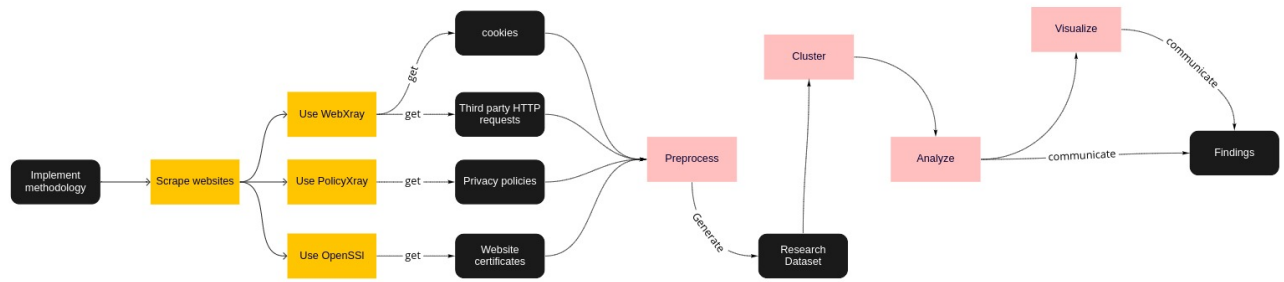 Implement
methodology
Scrape websites
Use WebXray
Use PolicyXray
Use OpenSSl
get
get
get
get
cookies
Third party HTTP
requests
Privacy policies
Website
certificates
Preprocess
Generate
Research
Dataset
Cluster
Analyze
Visualize
communicate
communicate
Findings